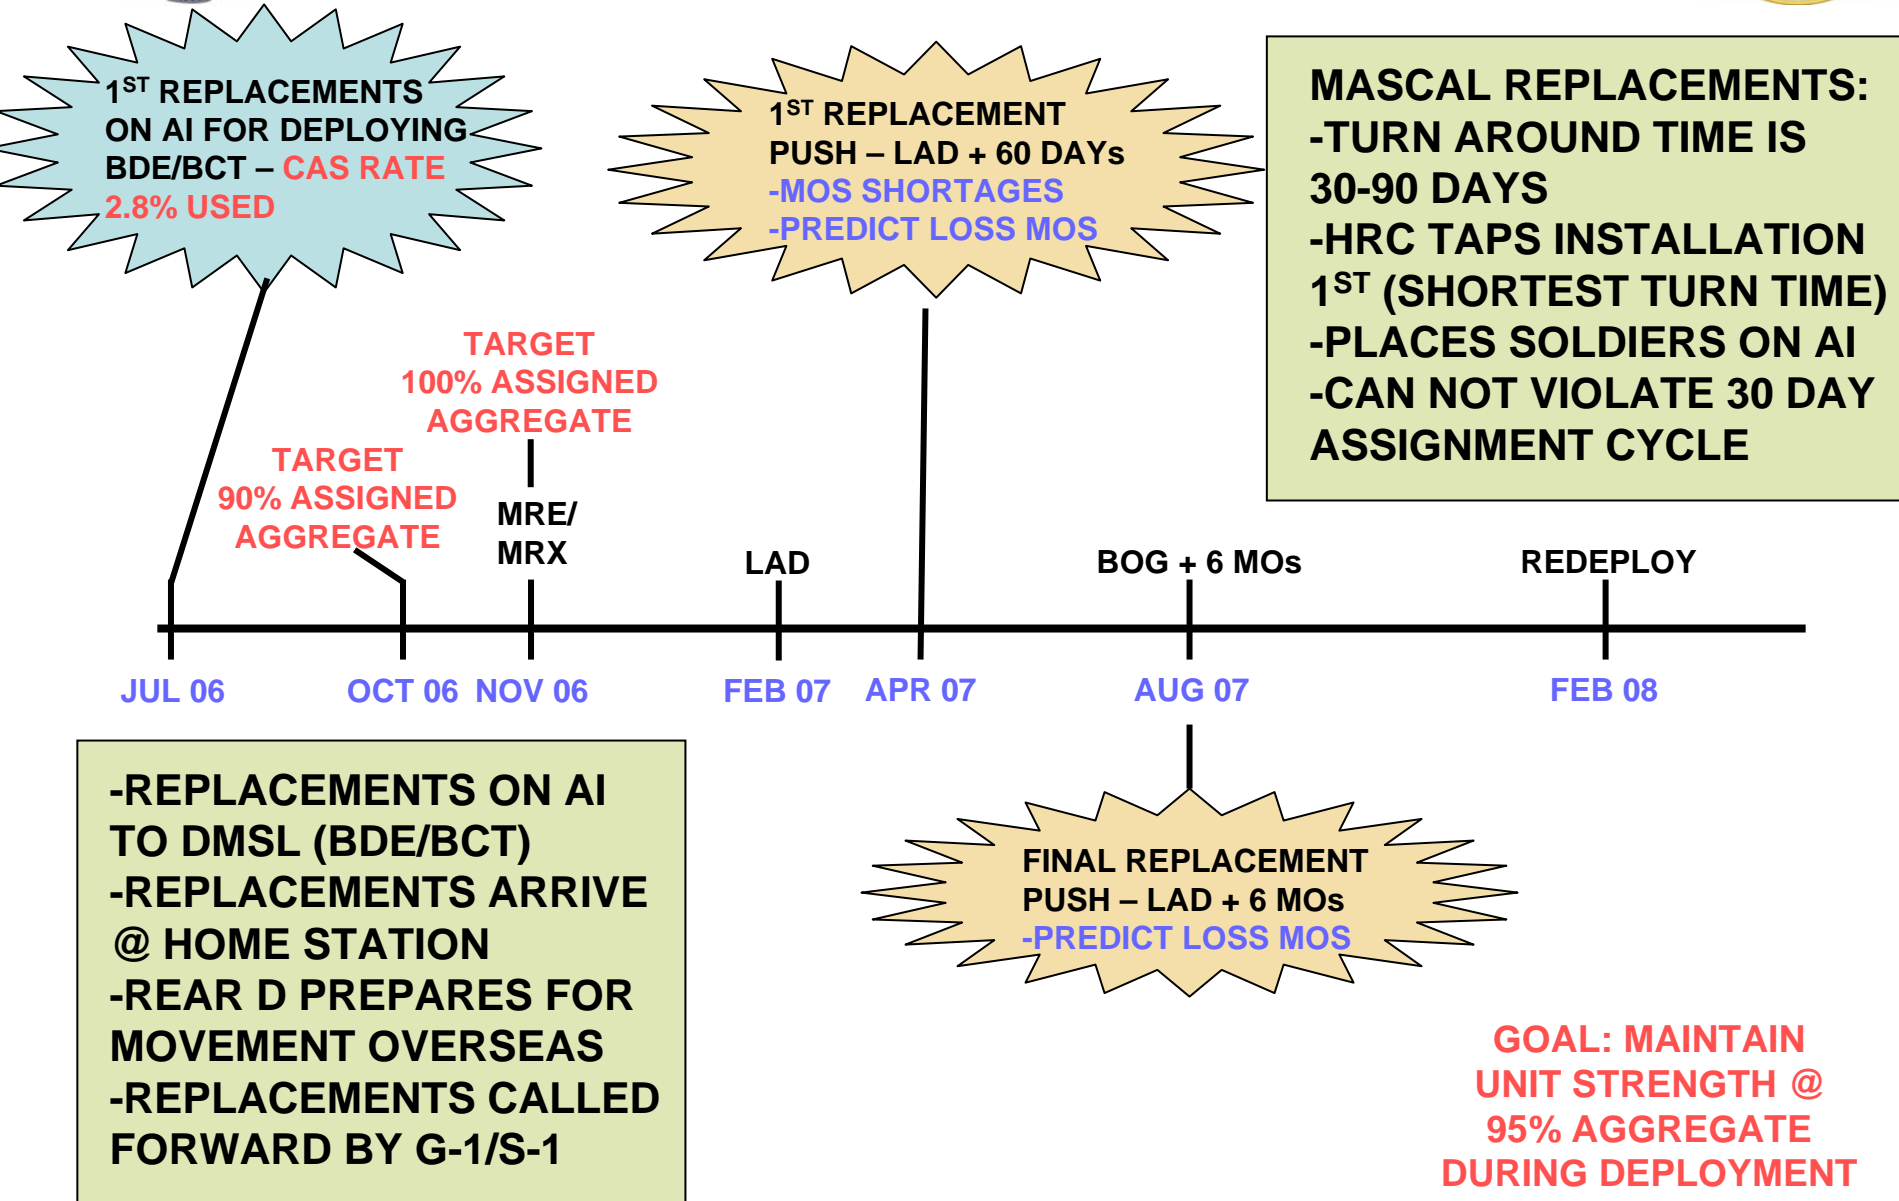 1ST REPLACEMENTS
ON AI FOR DEPLOYING
BDE/BCT – CAS RATE
2.8% USED
1ST REPLACEMENT
PUSH – LAD + 60 DAYs
-MOS SHORTAGES
-PREDICT LOSS MOS
MASCAL REPLACEMENTS:
-TURN AROUND TIME IS
30-90 DAYS
-HRC TAPS INSTALLATION
1ST (SHORTEST TURN TIME)
-PLACES SOLDIERS ON AI
-CAN NOT VIOLATE 30 DAY
ASSIGNMENT CYCLE
TARGET
100% ASSIGNED
AGGREGATE
TARGET
90% ASSIGNED
AGGREGATE
MRE/
MRX
LAD
BOG + 6 MOs
REDEPLOY
JUL 06
OCT 06
NOV 06
FEB 07
APR 07
AUG 07
FEB 08
-REPLACEMENTS ON AI
TO DMSL (BDE/BCT)
-REPLACEMENTS ARRIVE
@ HOME STATION
-REAR D PREPARES FOR
MOVEMENT OVERSEAS
-REPLACEMENTS CALLED
FORWARD BY G-1/S-1
FINAL REPLACEMENT
PUSH – LAD + 6 MOs
-PREDICT LOSS MOS
GOAL: MAINTAIN
UNIT STRENGTH @
95% AGGREGATE
DURING DEPLOYMENT